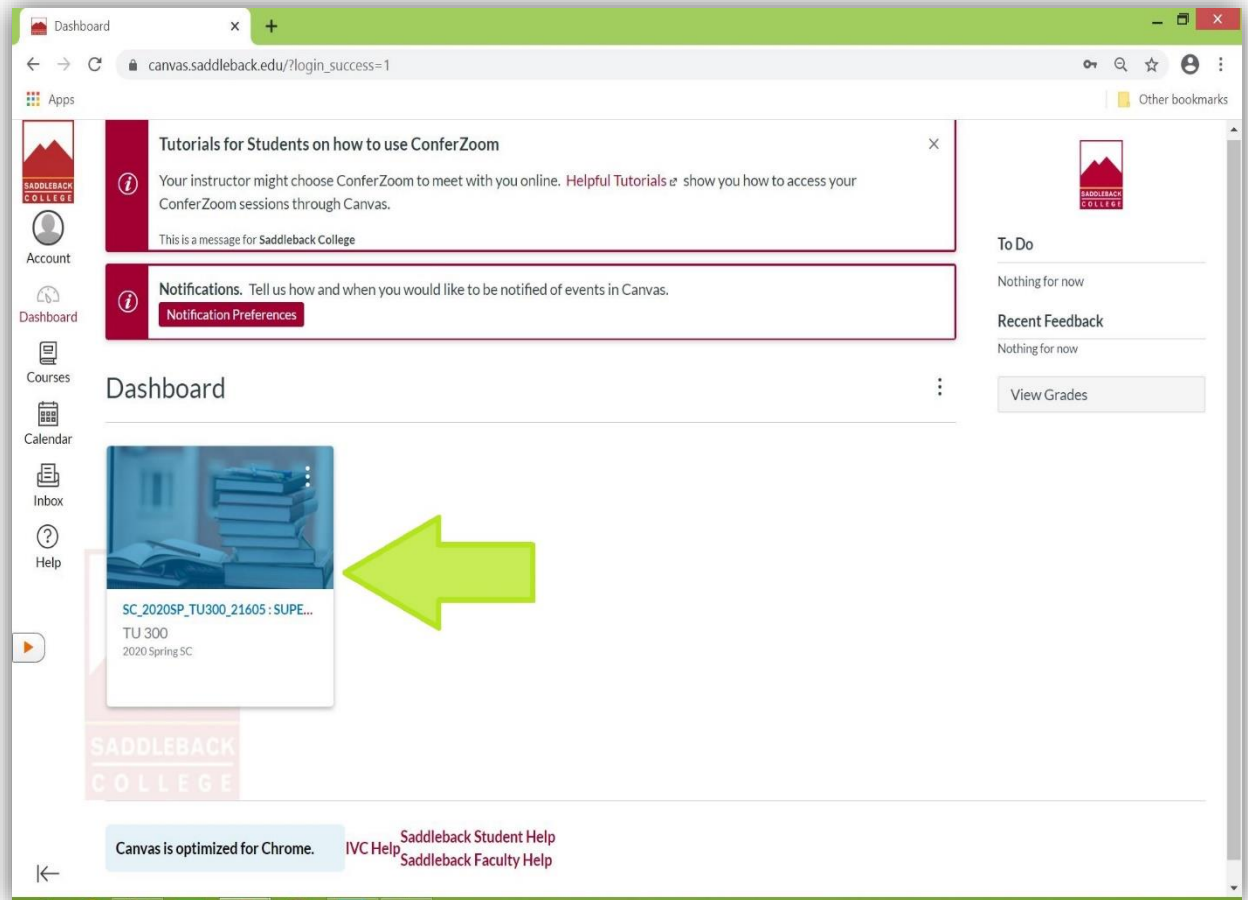 Dashboard
canvas.saddleback.edu/?login_success=1
Apps
Other bookmarks
SADDLEBACK
COLLEGE
Account
Dashboard
Courses
Calendar
Inbox
Help
Tutorials for Students on how to use ConferZoom
Your instructor might choose ConferZoom to meet with you online. Helpful Tutorials show you how to access your
ConferZoom sessions through Canvas.
This is a message for Saddleback College
Notifications. Tell us how and when you would like to be notified of events in Canvas.
Notification Preferences
Dashboard
SC_2020SP_TU300_21605 : SUPE...
TU 300
2020 Spring SC
SADDLEBACK
COLLEGE
Canvas is optimized for Chrome.
IVC Help
Saddleback Student Help
Saddleback Faculty Help
SADDLEBACK
COLLEGE
To Do
Nothing for now
Recent Feedback
Nothing for now
View Grades